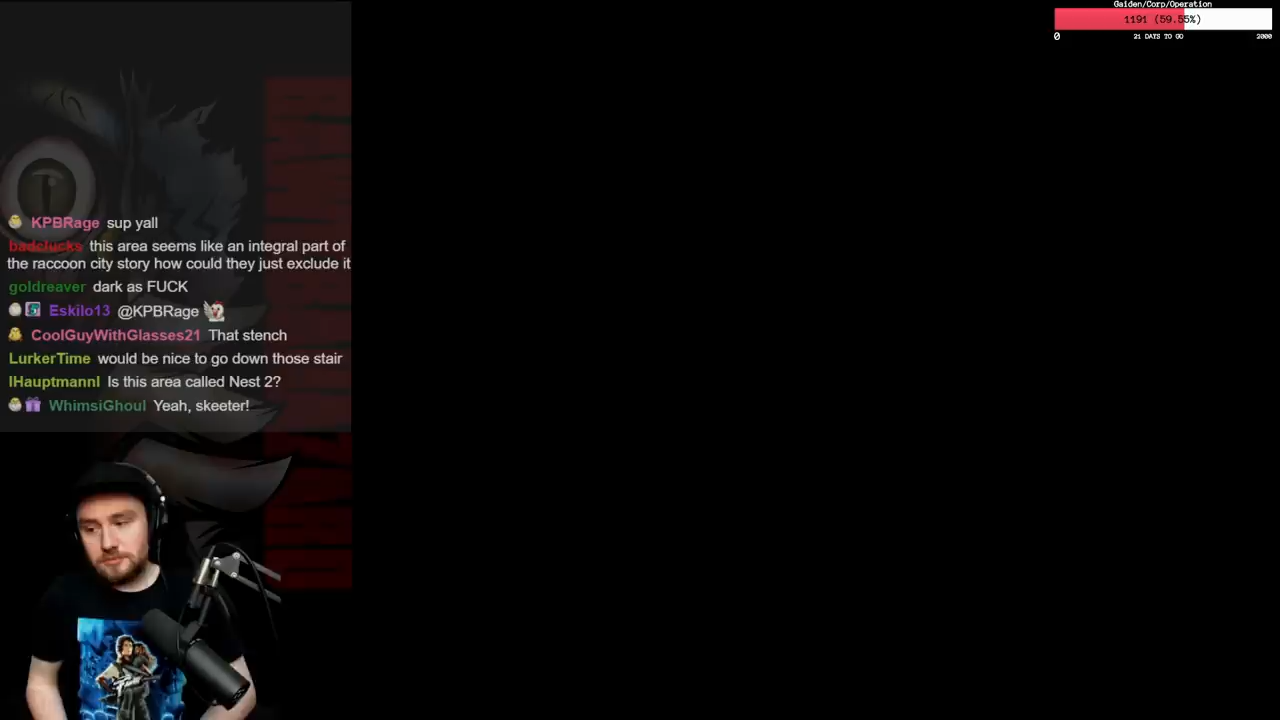 Gaiden/Corp/Operation
1191 (59.55%)
0 21 DAYS TO GO 2000
KPBRage sup yall
badcfucks this area seems like an integral part of
the raccoon city story how could they just exclude it
goldreaver dark as FUCK
Eskilo13 @KPBRage
CoolGuyWithGlasses21 That stench
LurkerTime would be nice to go down those stair
IHauptmannI Is this area called Nest 2?
WhimsiGhoul Yeah, skeeter!